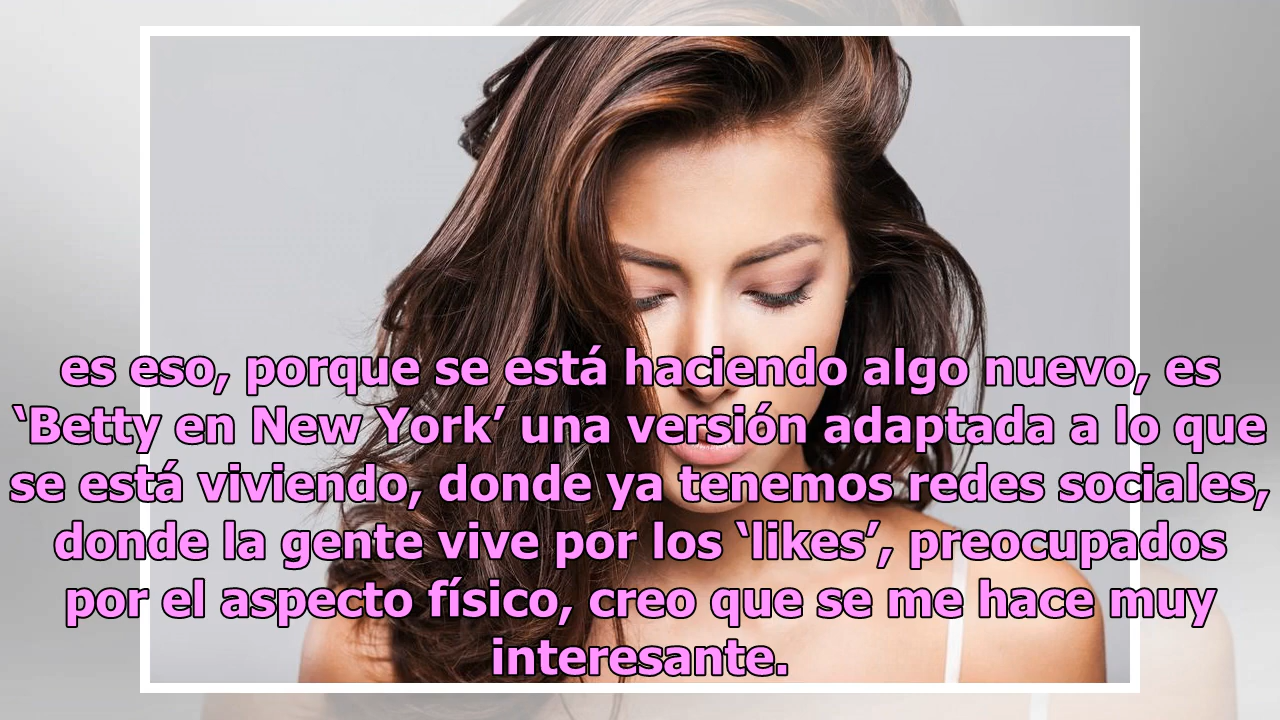 es eso, porque se está haciendo algo nuevo, es
‘Betty en New York’ una versión adaptada a lo que
se está viviendo, donde ya tenemos redes sociales,
donde la gente vive por los ‘likes’, preocupados
por el aspecto físico, creo que se me hace muy
interesante.